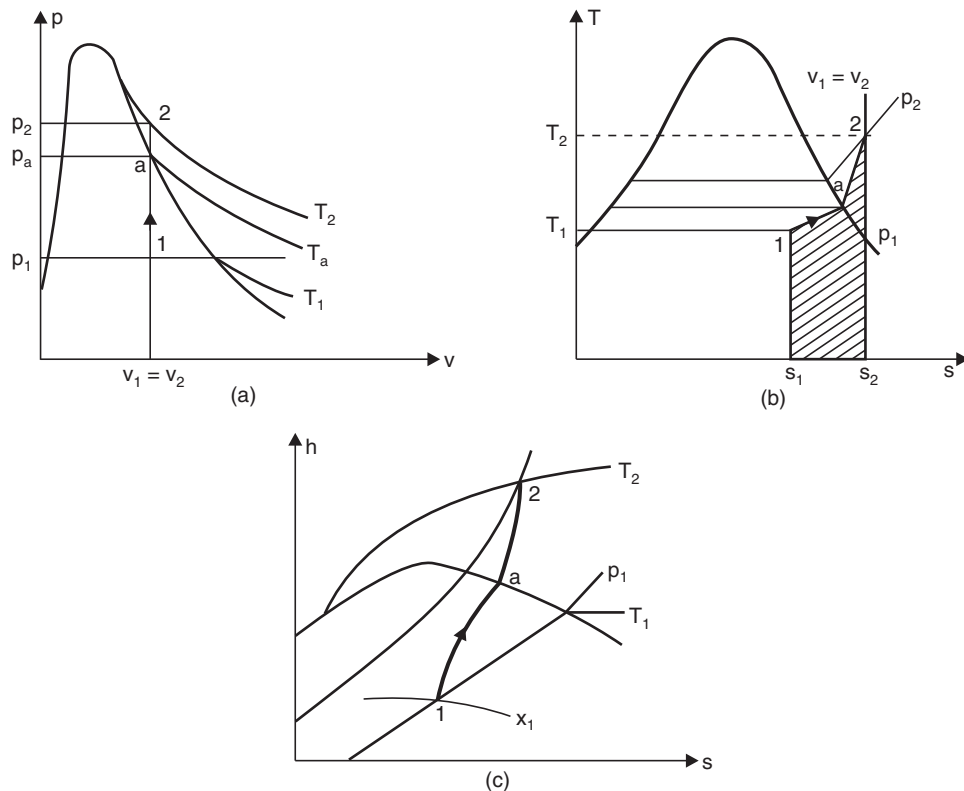 p
p₂
pₐ
p₁
2
a
1
T₂
Tₐ
T₁
v
v₁ = v₂
(a)
T
v₁ = v₂
p₂
T₂
2
a
T₁
1
p₁
s₁
s₂
s
(b)
h
T₂
2
a
p₁
T₁
1
x₁
s
(c)